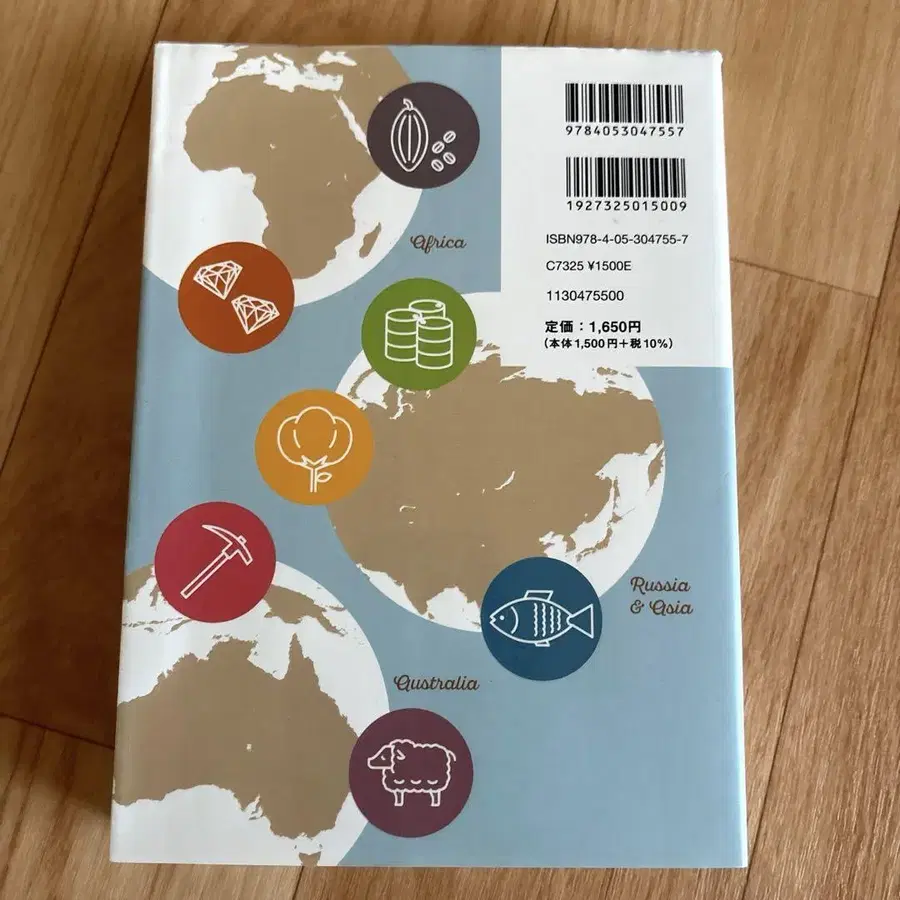 9784053047557
1927325015009
ISBN978-4-05-304755-7
C7325 ¥1500E
1130475500
定価：1,650円
（本体1,500円＋税10%）
Africa
Russia
& Asia
Australia